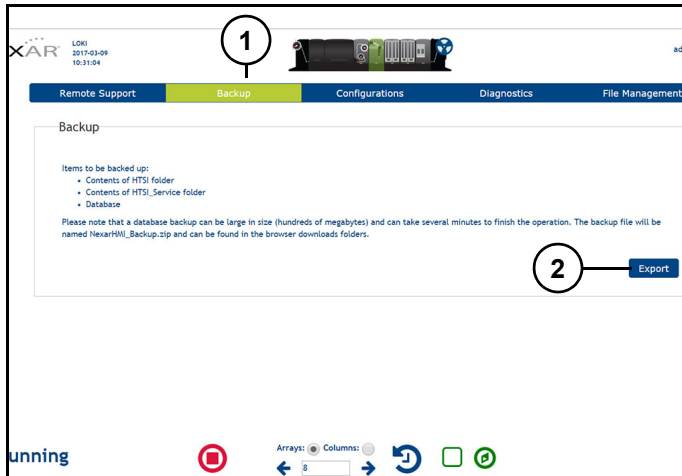 XAR LOKI
2017-03-09
10:31:04
1
ad
Remote Support Backup Configurations Diagnostics File Management
Backup
Items to be backed up:
• Contents of HTSI folder
• Contents of HTSI_Service folder
• Database
Please note that a database backup can be large in size (hundreds of megabytes) and can take several minutes to finish the operation. The backup file will be
named NexarHMI_Backup.zip and can be found in the browser downloads folders.
2
Export
unning
Arrays: Columns:
8